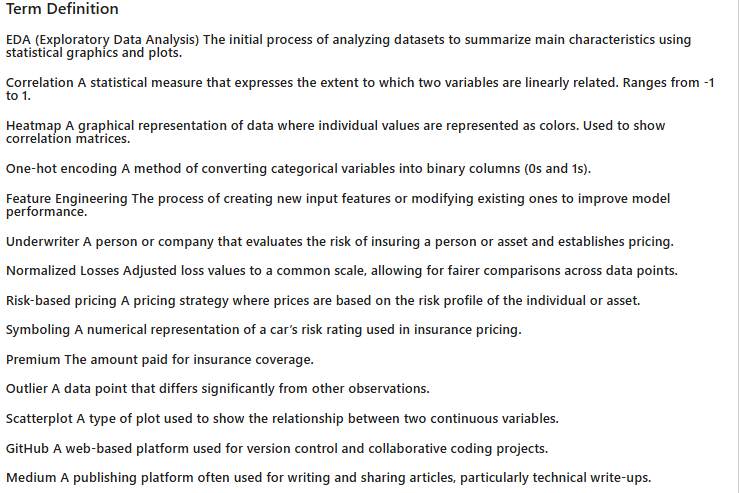 Term Definition
EDA (Exploratory Data Analysis) The initial process of analyzing datasets to summarize main characteristics using
statistical graphics and plots.
Correlation A statistical measure that expresses the extent to which two variables are linearly related. Ranges from -1
to 1.
Heatmap A graphical representation of data where individual values are represented as colors. Used to show
correlation matrices.
One-hot encoding A method of converting categorical variables into binary columns (0s and 1s).
Feature Engineering The process of creating new input features or modifying existing ones to improve model
performance.
Underwriter A person or company that evaluates the risk of insuring a person or asset and establishes pricing.
Normalized Losses Adjusted loss values to a common scale, allowing for fairer comparisons across data points.
Risk-based pricing A pricing strategy where prices are based on the risk profile of the individual or asset.
Symboling A numerical representation of a car’s risk rating used in insurance pricing.
Premium The amount paid for insurance coverage.
Outlier A data point that differs significantly from other observations.
Scatterplot A type of plot used to show the relationship between two continuous variables.
GitHub A web-based platform used for version control and collaborative coding projects.
Medium A publishing platform often used for writing and sharing articles, particularly technical write-ups.